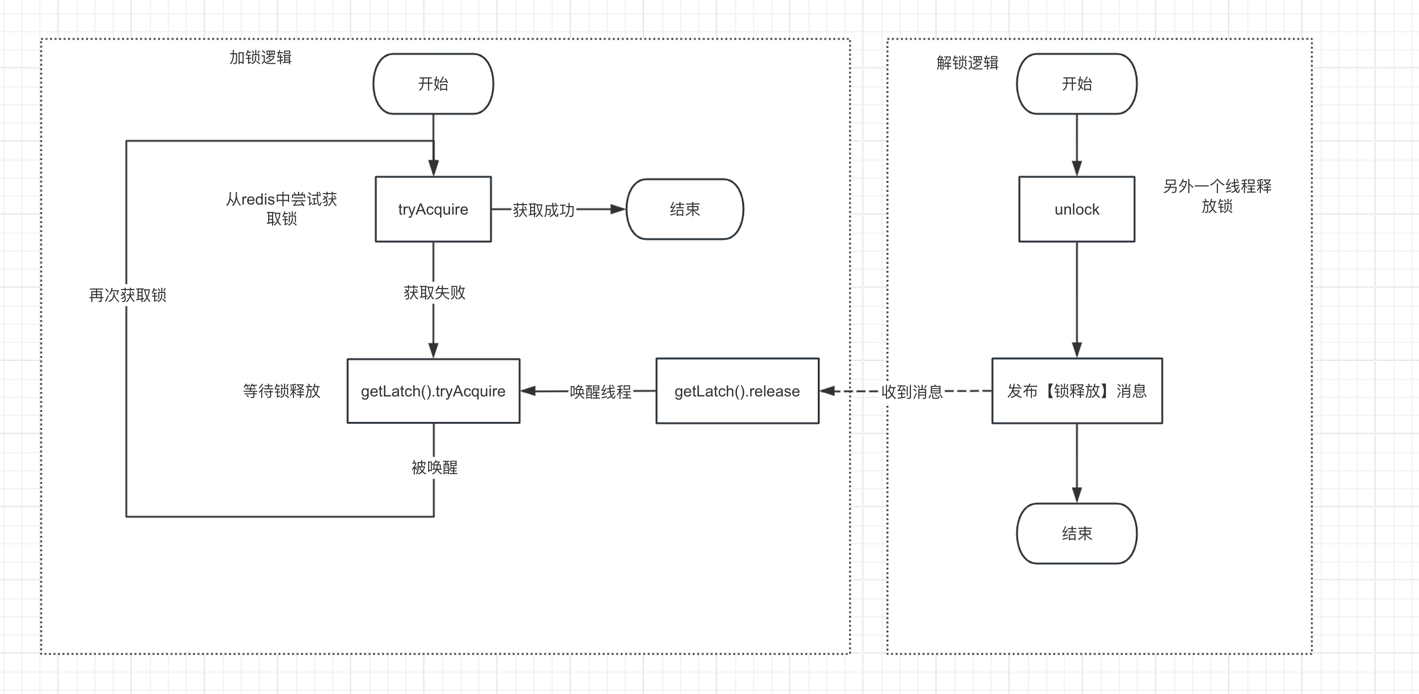 加锁逻辑
开始
从redis中尝试获
取锁
tryAcquire
获取成功
结束
再次获取锁
获取失败
等待锁释放
getLatch().tryAcquire
唤醒线程
getLatch().release
被唤醒
收到消息
解锁逻辑
开始
unlock
另外一个线程释
放锁
发布【锁释放】消息
结束